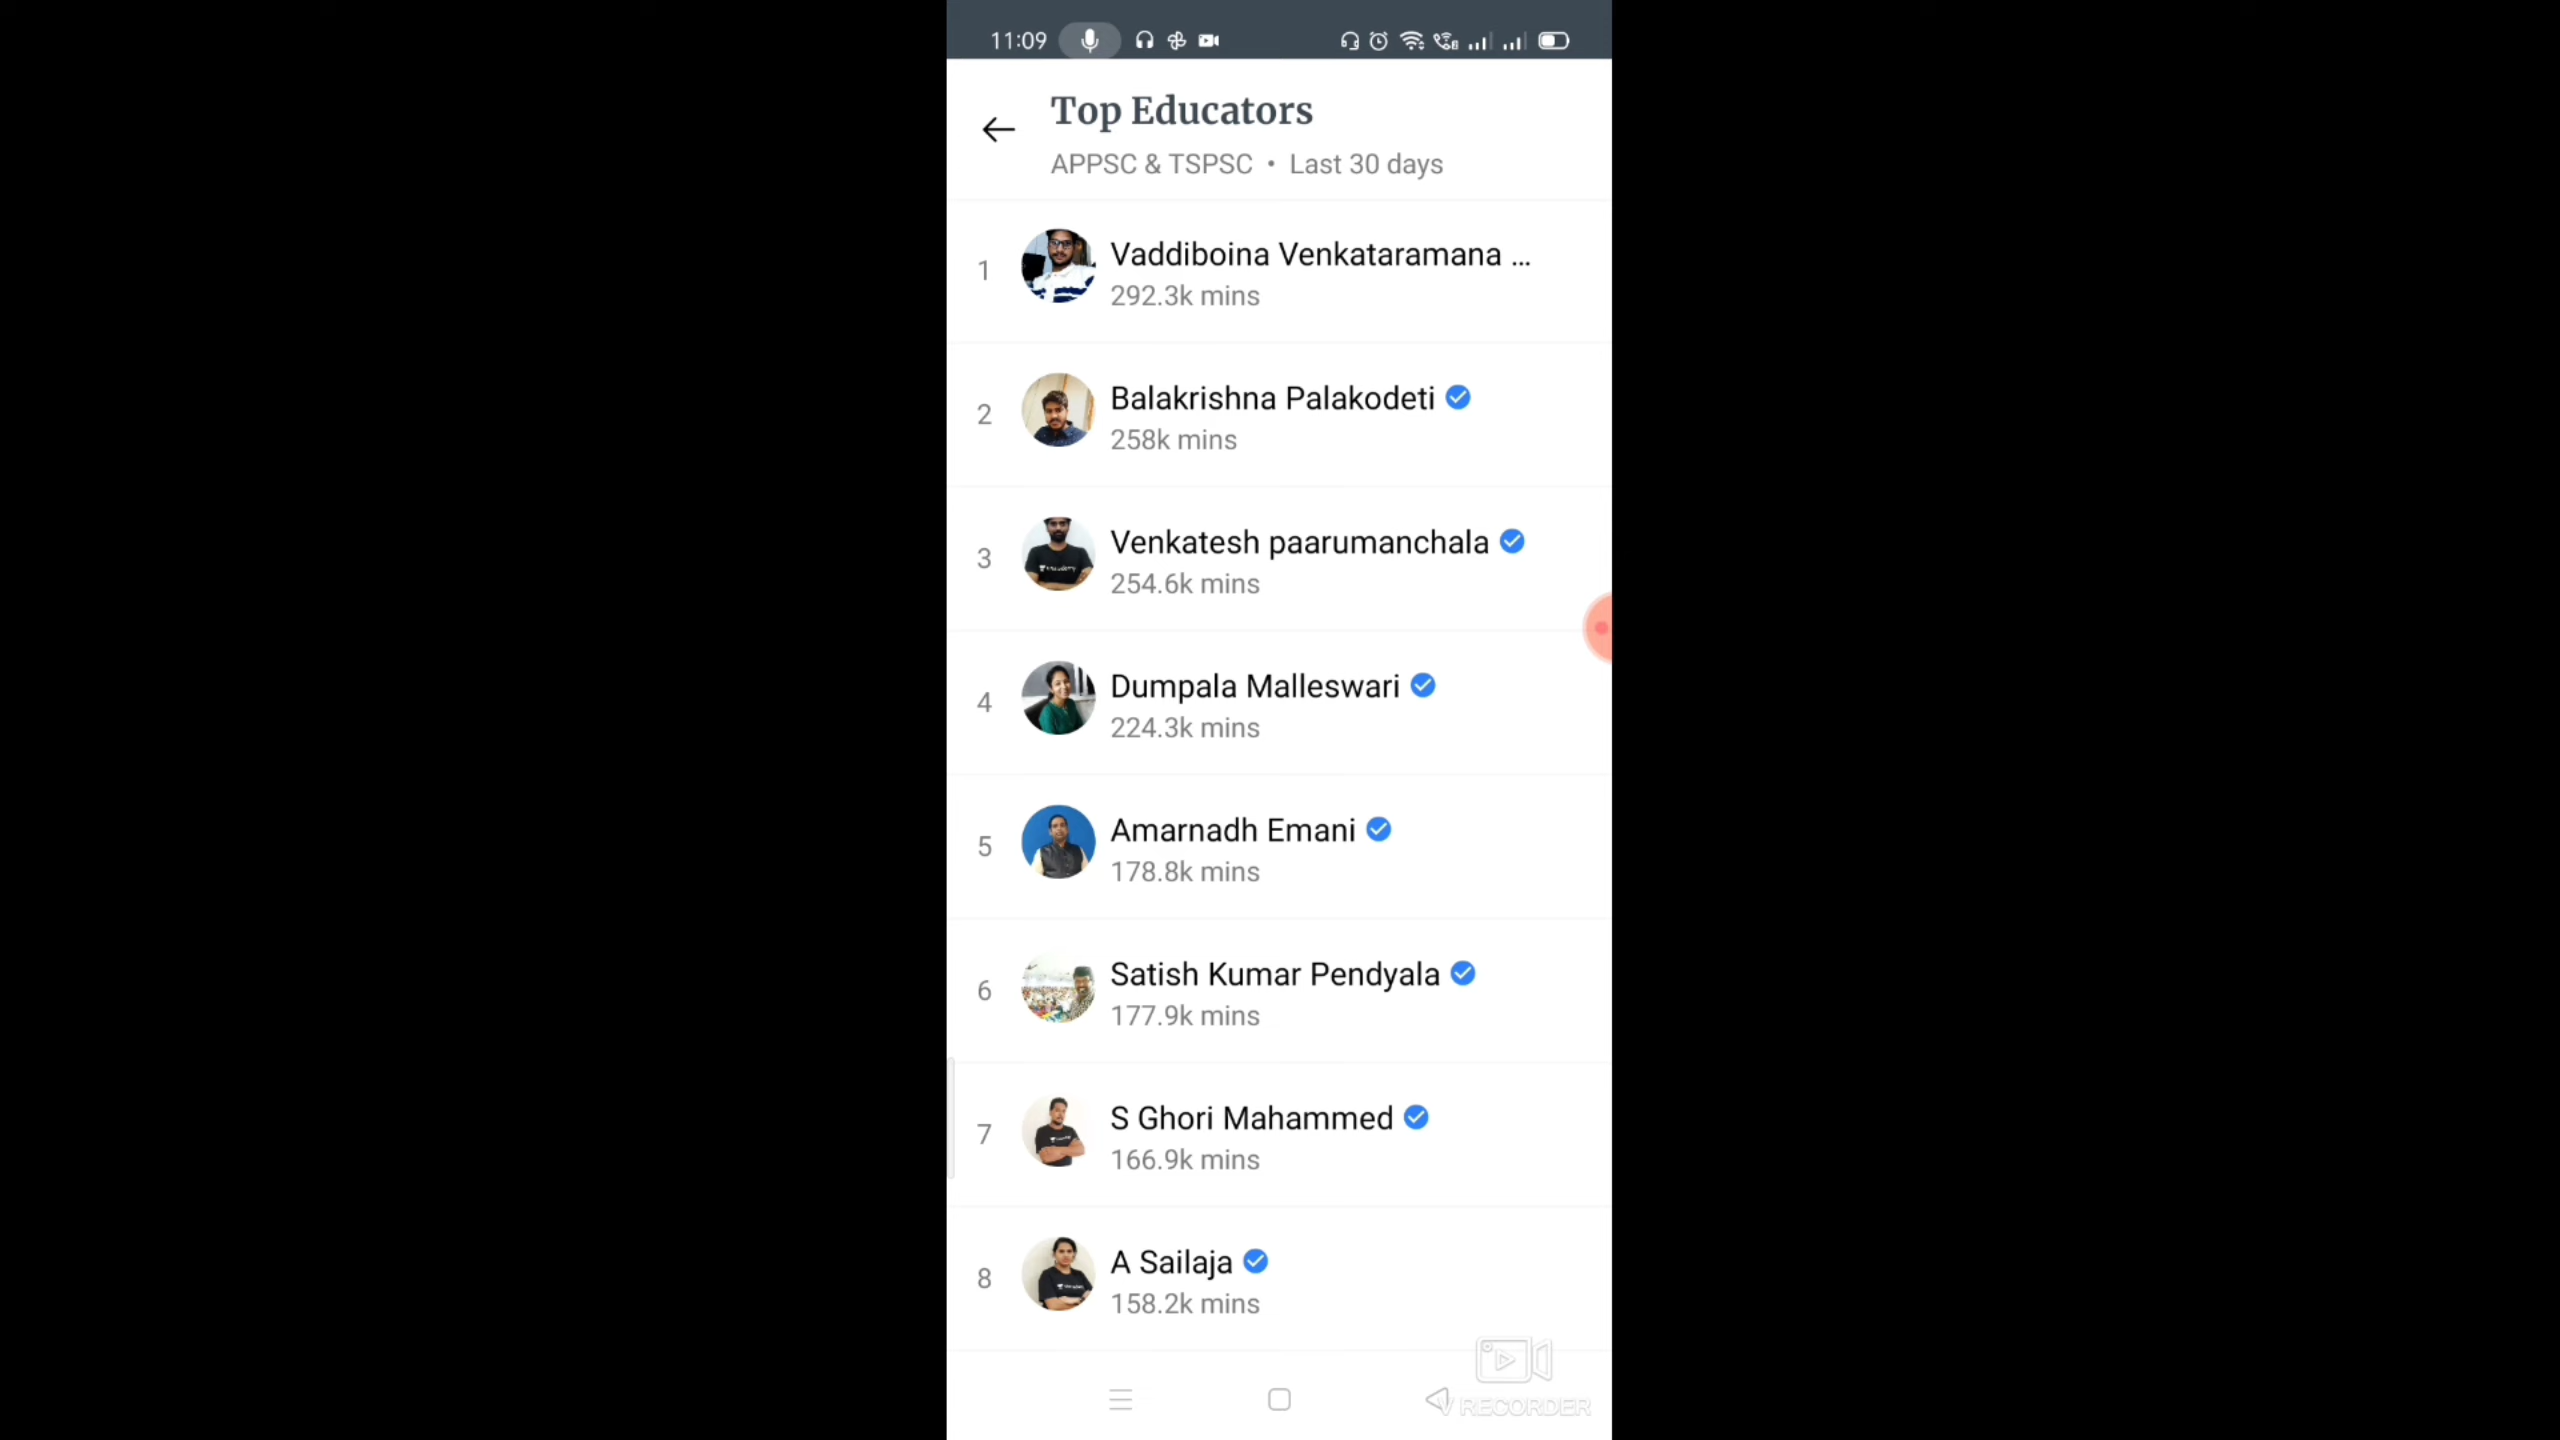 11:09
Top Educators
APPSC & TSPSC • Last 30 days
1
Vaddiboina Venkataramana ...
292.3k mins
2
Balakrishna Palakodeti
258k mins
3
Venkatesh paarumanchala
254.6k mins
4
Dumpala Malleswari
224.3k mins
5
Amarnadh Emani
178.8k mins
6
Satish Kumar Pendyala
177.9k mins
7
S Ghori Mahammed
166.9k mins
8
A Sailaja
158.2k mins
V RECORDER